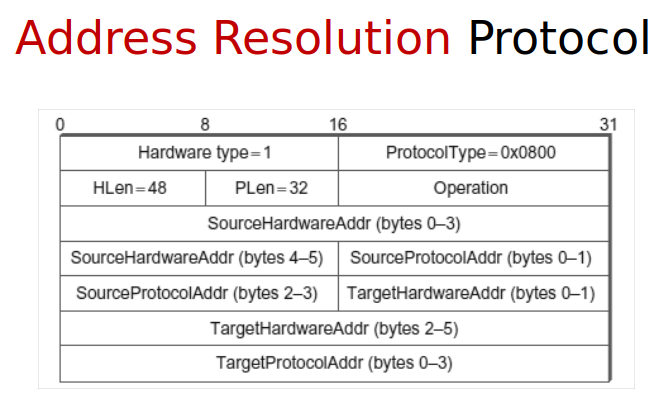 Address Resolution Protocol
0 8 16 31
Hardware type=1 ProtocolType=0x0800
HLen=48 PLen=32 Operation
SourceHardwareAddr (bytes 0–3)
SourceHardwareAddr (bytes 4–5) SourceProtocolAddr (bytes 0–1)
SourceProtocolAddr (bytes 2–3) TargetHardwareAddr (bytes 0–1)
TargetHardwareAddr (bytes 2–5)
TargetProtocolAddr (bytes 0–3)